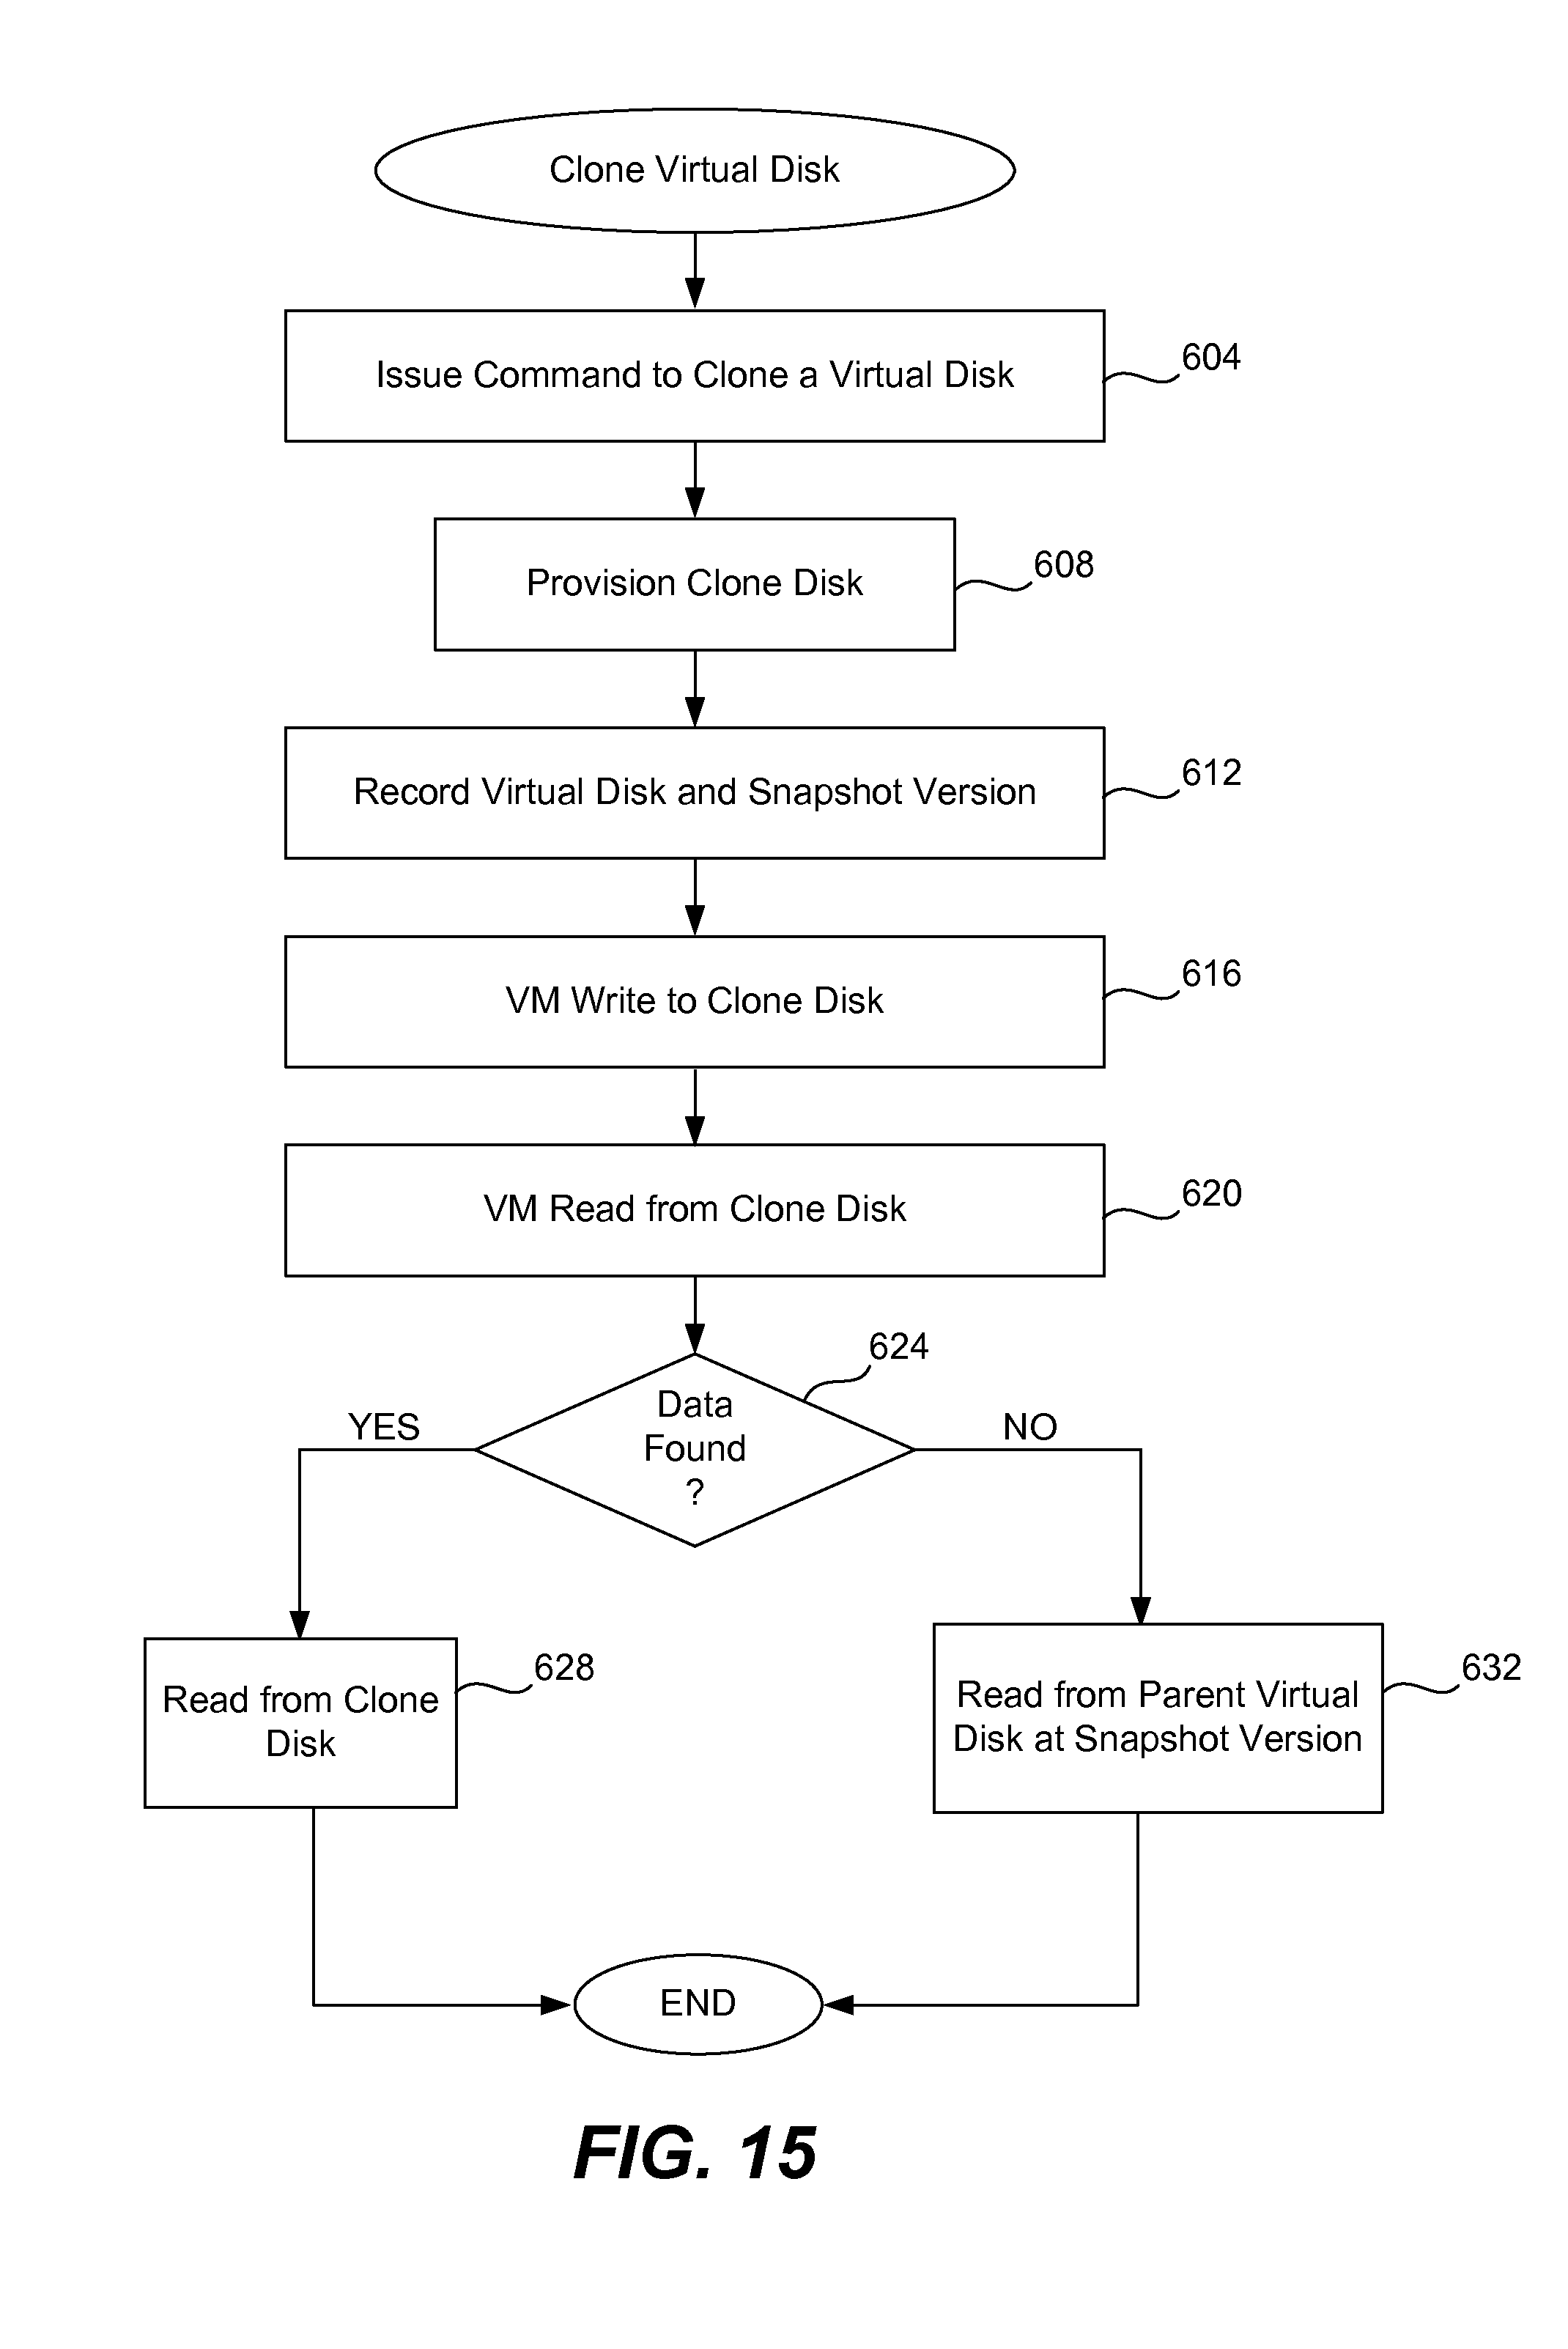 Clone Virtual Disk
Issue Command to Clone a Virtual Disk
604
Provision Clone Disk
608
Record Virtual Disk and Snapshot Version
612
VM Write to Clone Disk
616
VM Read from Clone Disk
620
624
Data
Found
?
YES
NO
Read from Clone
Disk
628
Read from Parent Virtual
Disk at Snapshot Version
632
END
FIG. 15